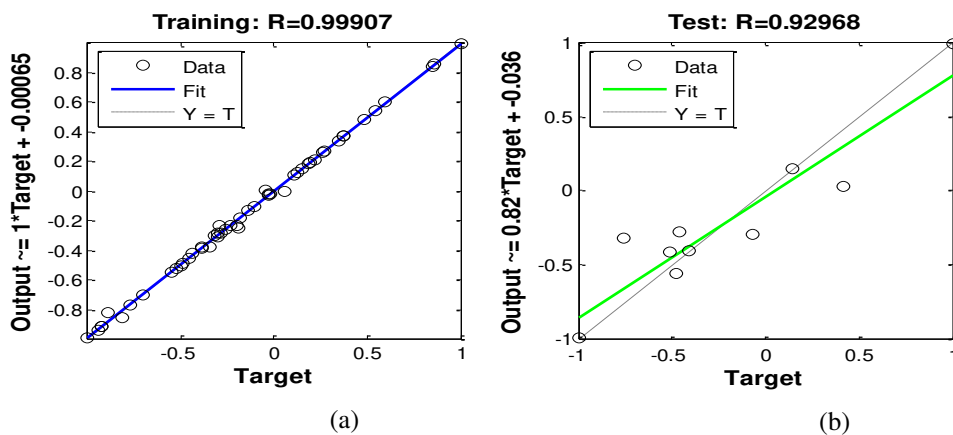 Training: R=0.99907
Output ~= 1*Target + -0.00065
Data
Fit
Y = T
0.8
0.6
0.4
0.2
0
-0.2
-0.4
-0.6
-0.8
-0.5
0
0.5
1
Target
(a)
Test: R=0.92968
Output ~= 0.82*Target + -0.036
Data
Fit
Y = T
1
0.5
0
-0.5
-1
-1
-0.5
0
0.5
1
Target
(b)